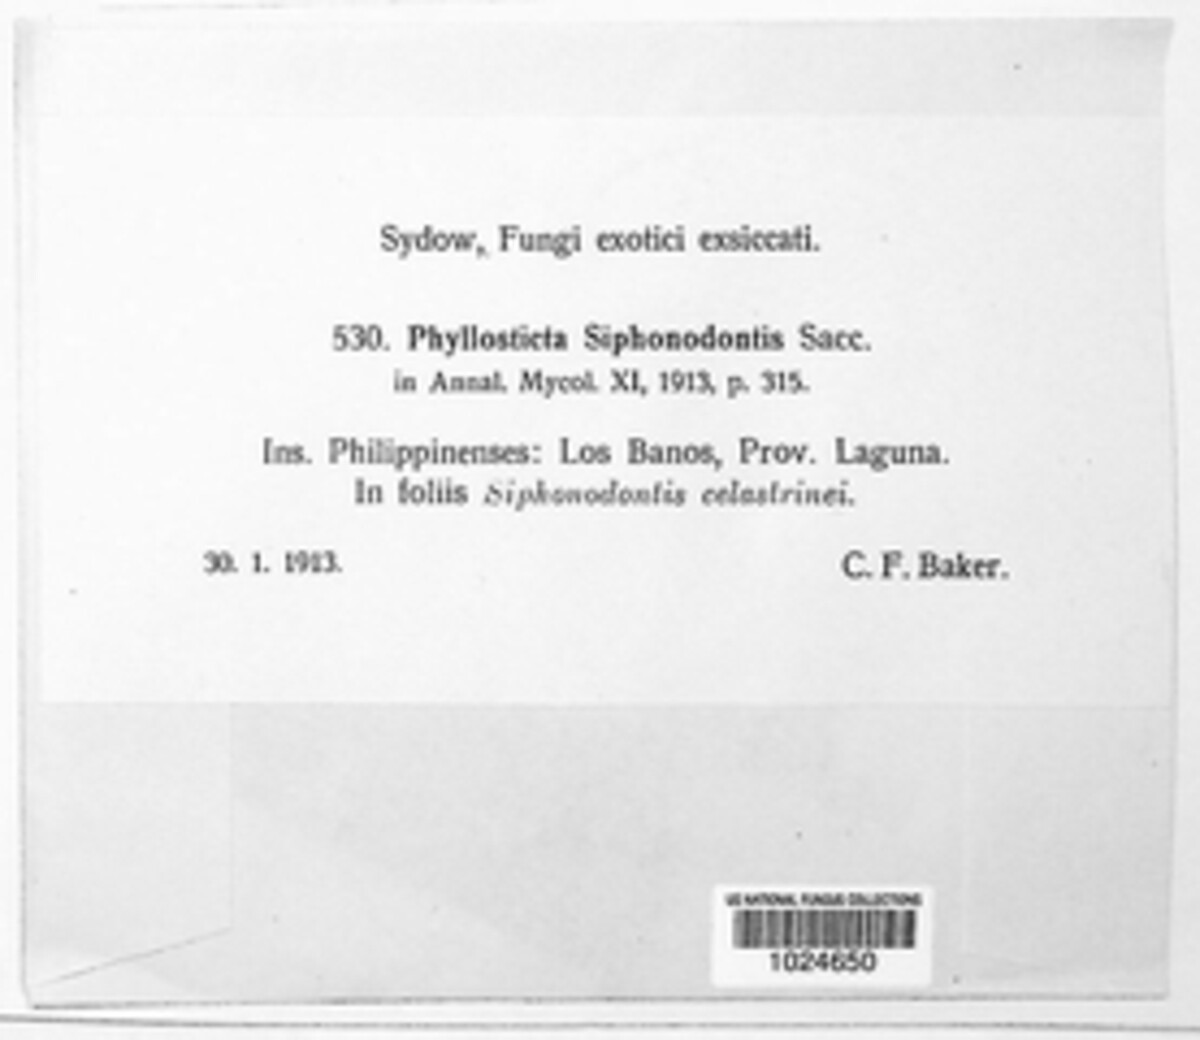 Sydow, Fungi exotici exsiccati.
530. Phyllosticta Siphonodontis Sacc.
in Annal. Mycol. XI, 1913, p. 315.
Ins. Philippinenses: Los Banos, Prov. Laguna.
In foliis Siphonodontis celastrinei.
30. 1. 1913.
C. F. Baker.
US NATIONAL FUNGUS COLLECTIONS
1024650